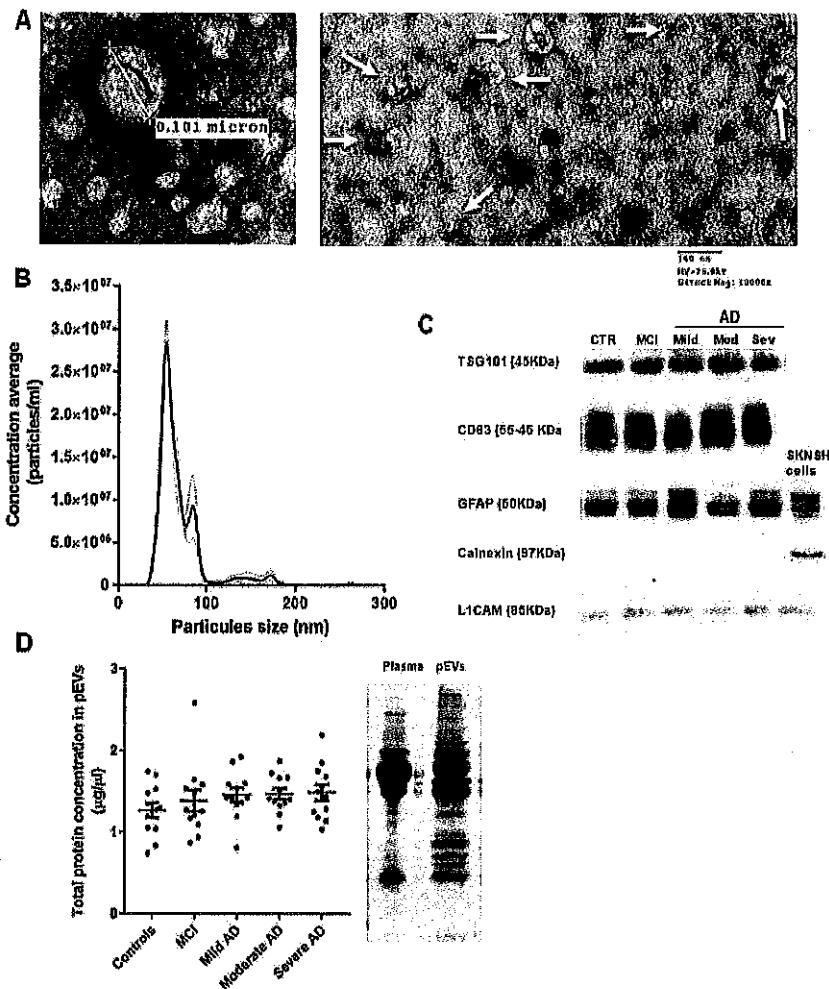 A
0.101 micron
B
3.5×10⁰⁷
3.0×10⁰⁷
2.5×10⁰⁷
2.0×10⁰⁷
1.5×10⁰⁷
1.0×10⁰⁷
5.0×10⁰⁶
0
0 100 200 300
Concentration average
(particles/ml)
Particules size (nm)
C
AD
CTR MCI Mild Mod Sev
TSG101 (45KDa)
CD63 (55-45 KDa
SKNSH
cells
GFAP (50KDa)
Calnexin (97KDa)
L1CAM (85KDa)
D
Total protein concentration in pEVs
(µg/µl)
3
2
1
0
Controls
MCI
Mild AD
Moderate AD
Severe AD
Plasma pEVs